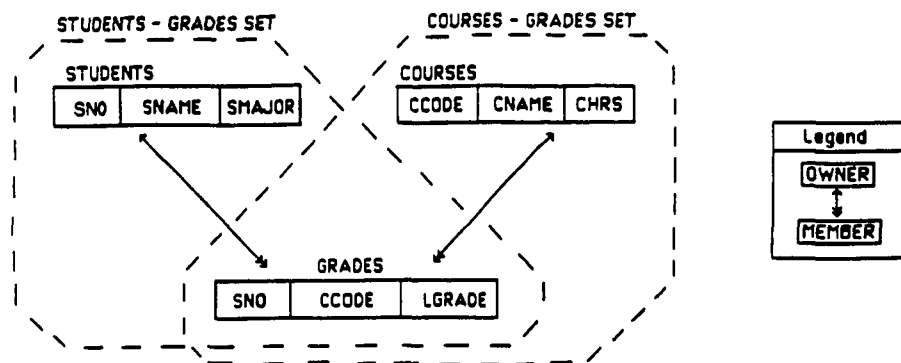 STUDENTS - GRADES SET
COURSES - GRADES SET
STUDENTS
SNO SNAME SMAJOR
COURSES
CCODE CNAME CHRS
Legend
OWNER
MEMBER
GRADES
SNO CCODE LGRADE